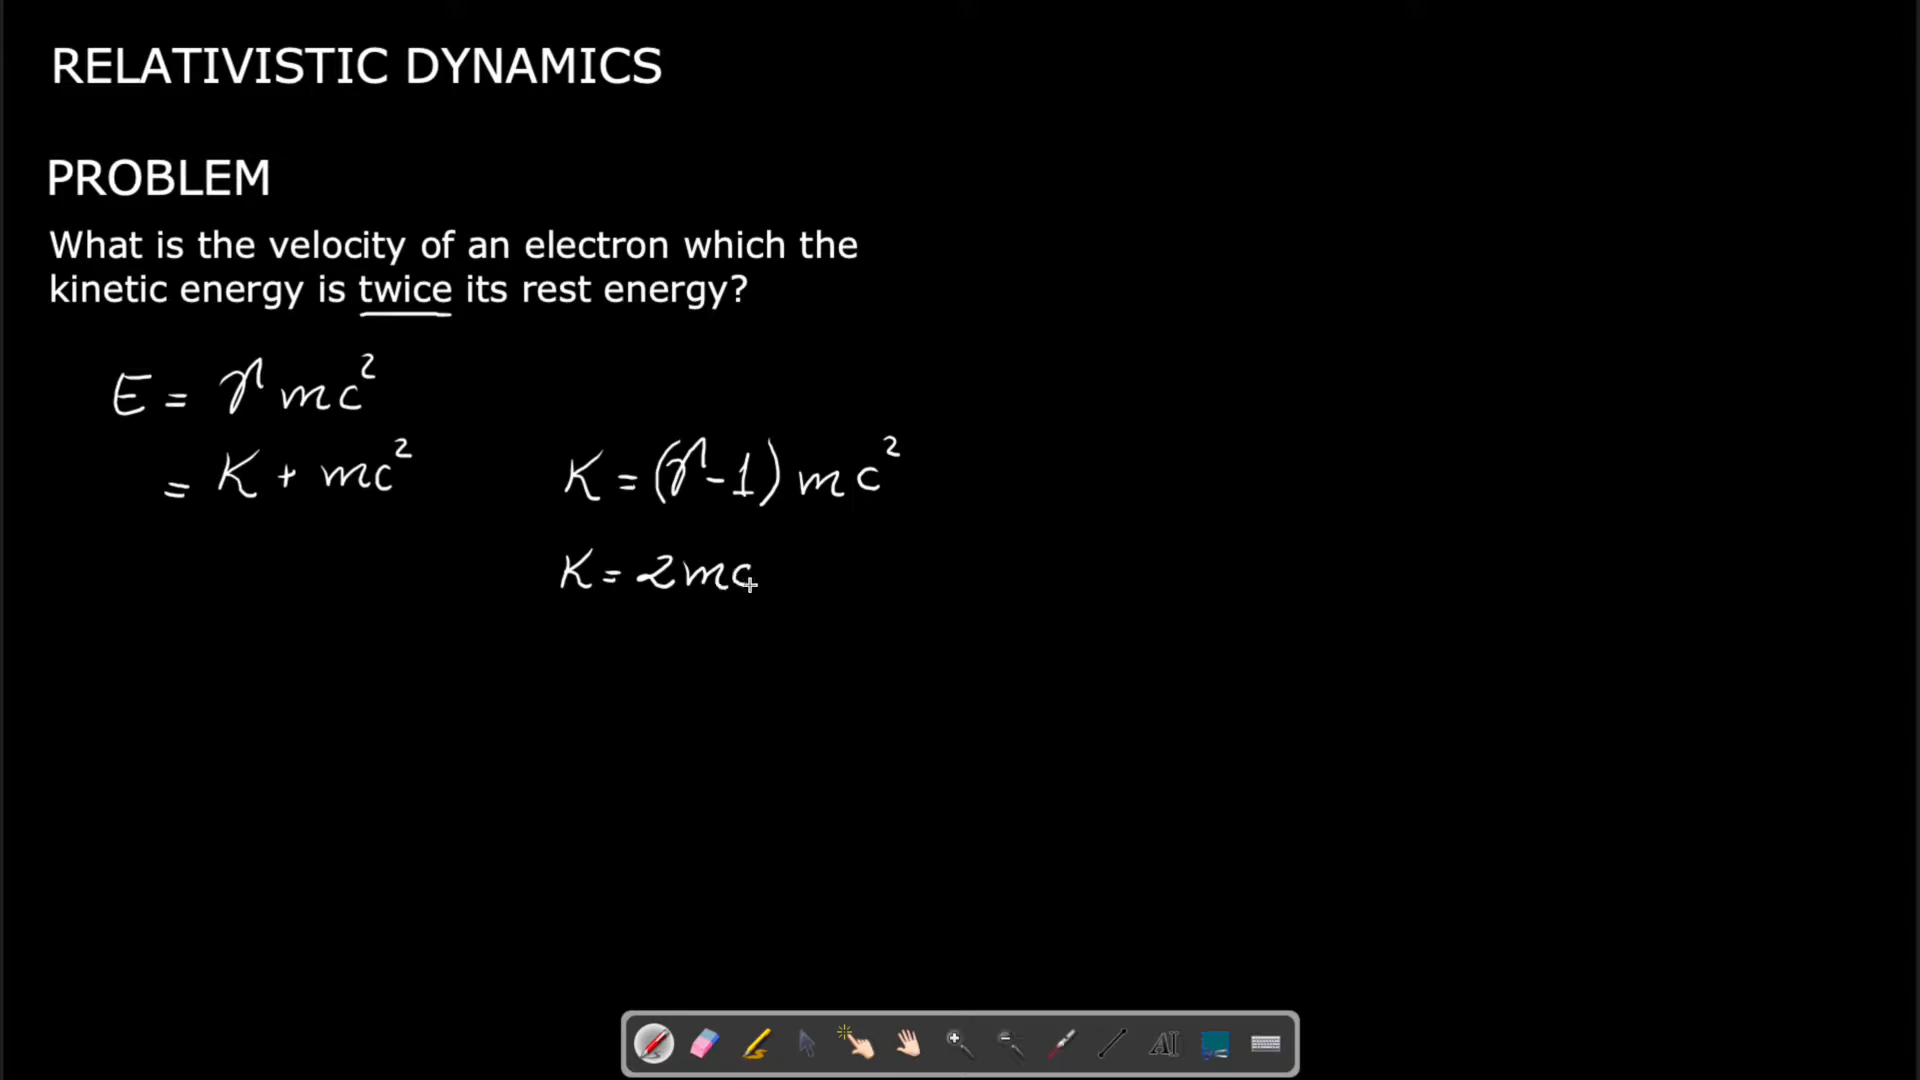 RELATIVISTIC DYNAMICS
PROBLEM
What is the velocity of an electron which the
kinetic energy is twice its rest energy?
E = γ mc²
= K + mc²
K = (γ - 1) mc²
K = 2mc
AI